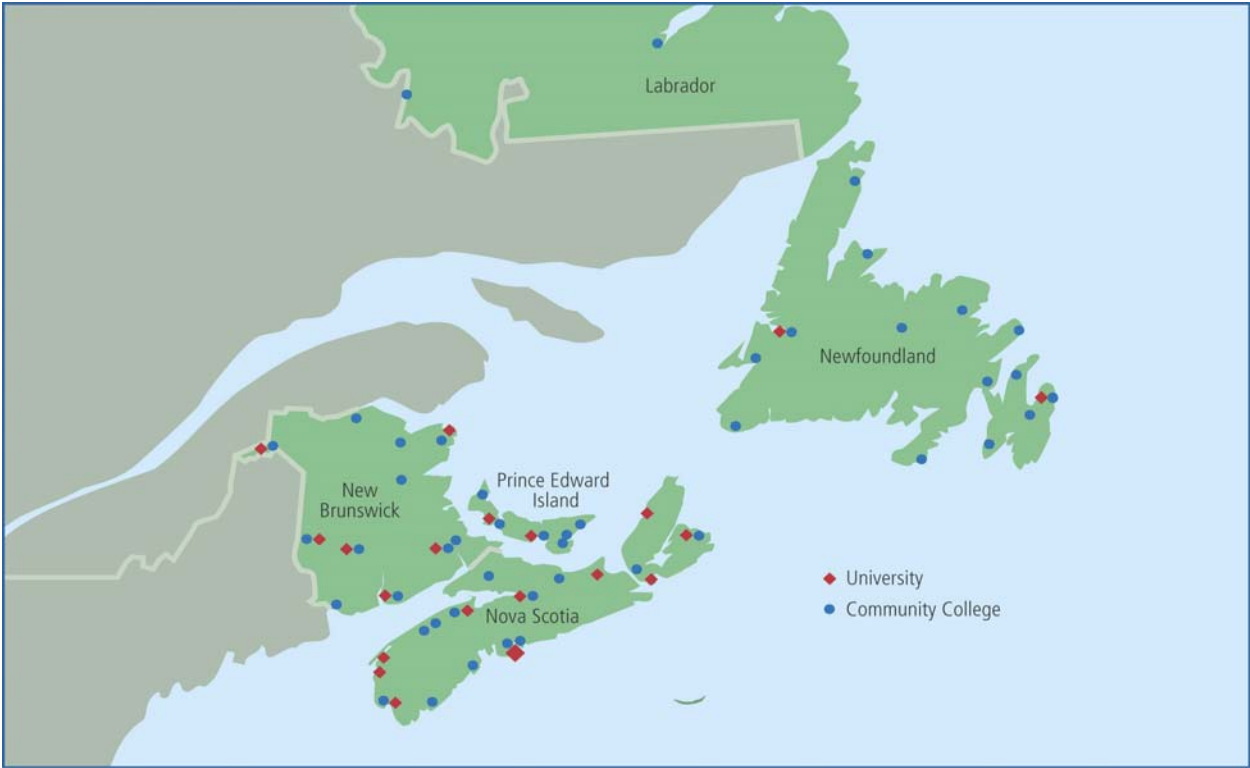 Labrador
Newfoundland
Prince Edward
Island
New
Brunswick
Nova Scotia
University
Community College